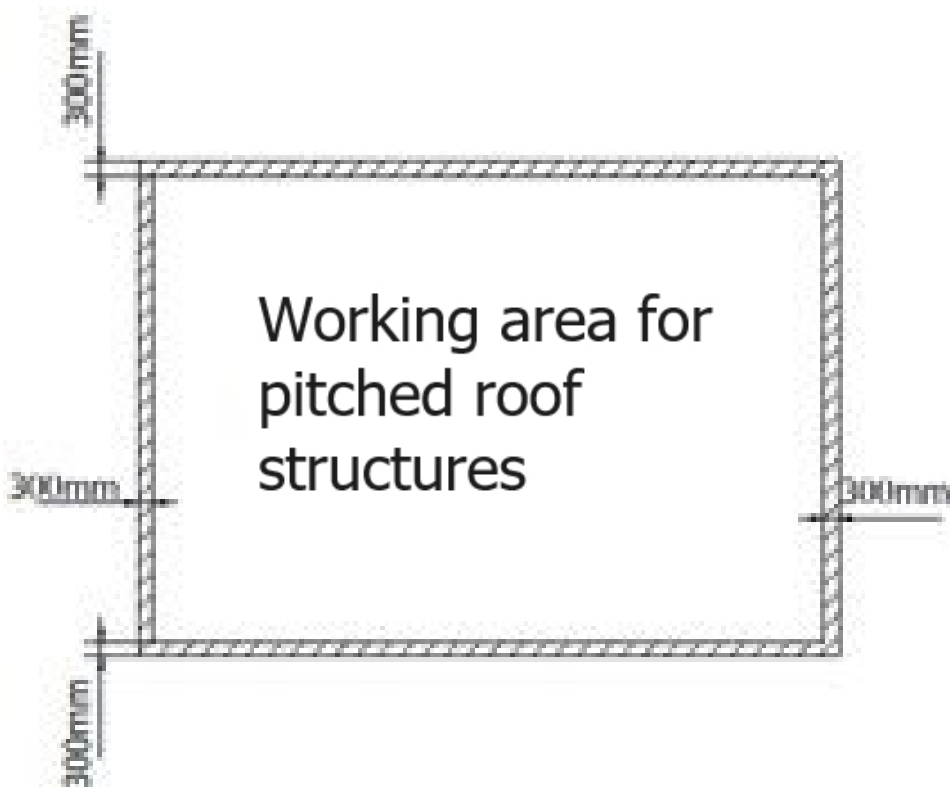 300mm
Working area for
pitched roof
structures
300mm
300mm
300mm